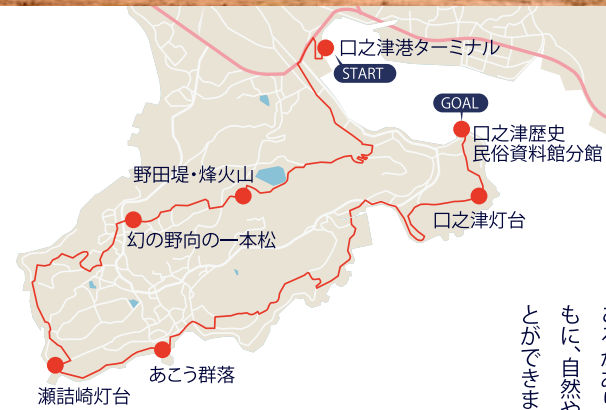 口之津港ターミナル
START
GOAL
口之津歴史
民俗資料館分館
野田堤・烽火山
口之津灯台
幻の野向の一本松
あこう群落
瀬詰崎灯台
もに、自然や
とができま